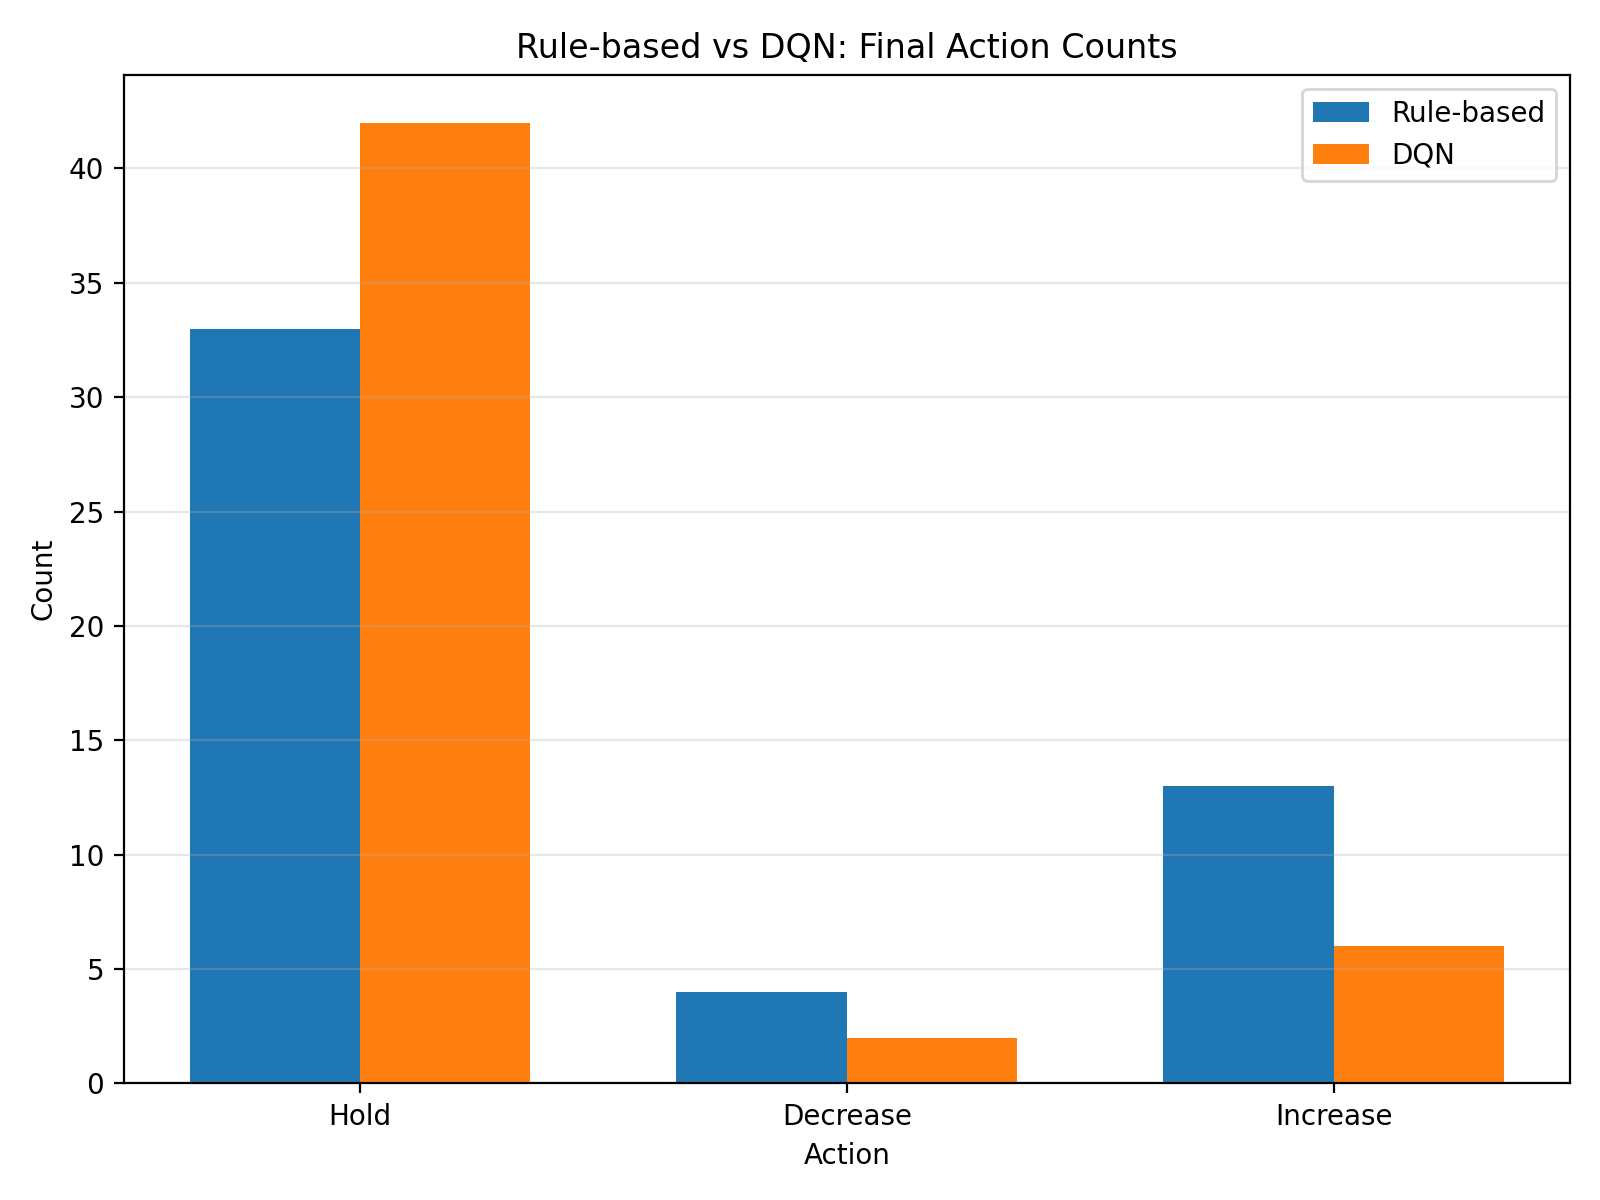 Rule-based vs DQN: Final Action Counts
Rule-based
DQN
Count
40
35
30
25
20
15
10
5
0
Hold
Decrease
Increase
Action